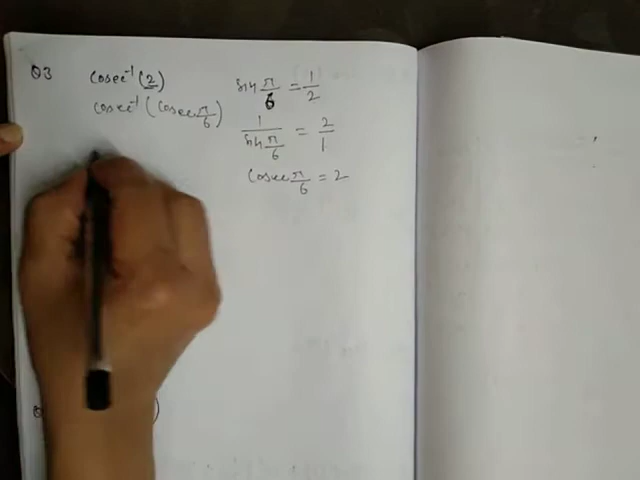 Q3 cosec⁻¹(2)
cosec⁻¹(cosec π/6)
sin π/6 = 1/2
1/(sin π/6) = 2/1
cosec π/6 = 2